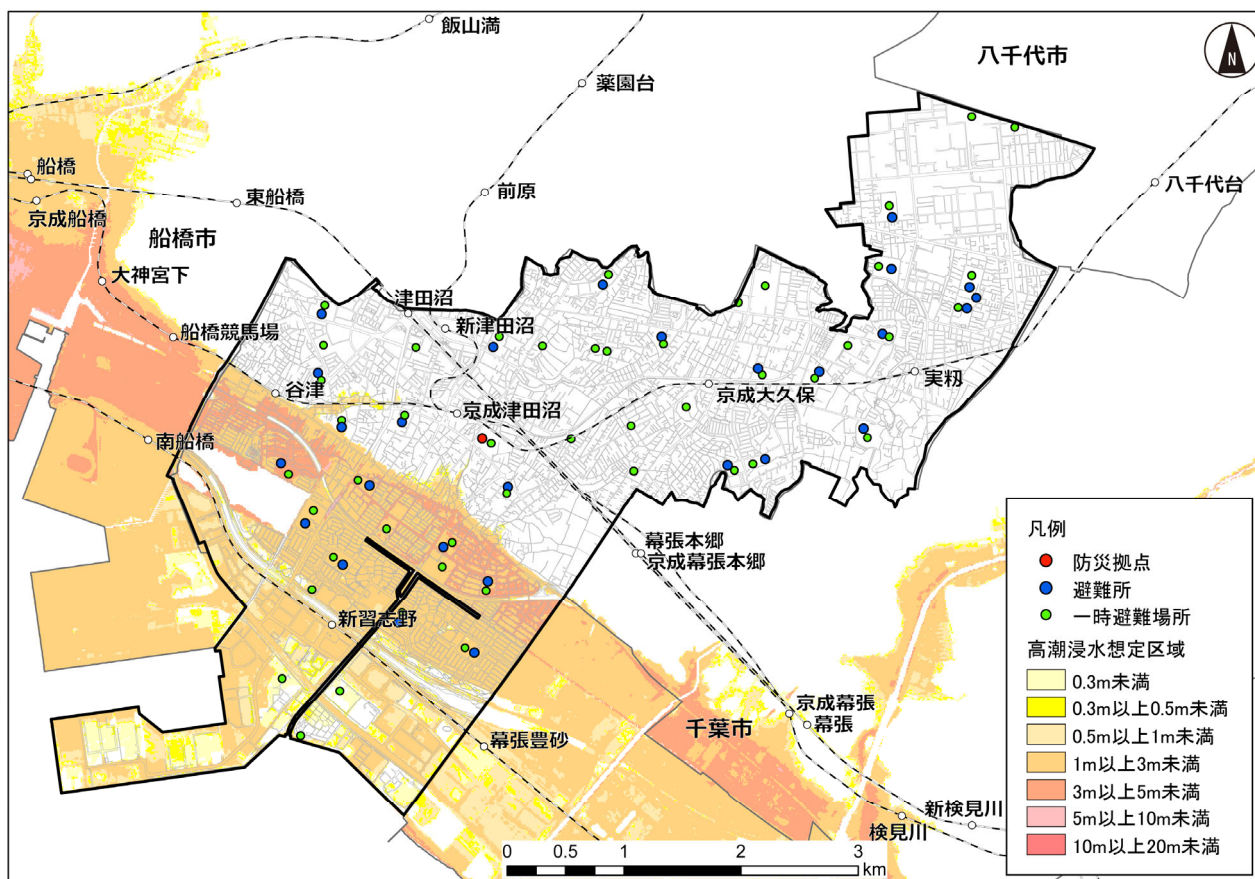 飯山満
八千代市
N
薬園台
船橋
東船橋
前原
八千代台
京成船橋
船橋市
大神宮下
津田沼
新津田沼
船橋競馬場
谷津
実籾
京成大久保
京成津田沼
南船橋
幕張本郷
京成幕張本郷
新習志野
京成幕張
幕張
千葉市
幕張豊砂
新検見川
検見川
凡例
防災拠点
避難所
一時避難場所
高潮浸水想定区域
0.3m未満
0.3m以上0.5m未満
0.5m以上1m未満
1m以上3m未満
3m以上5m未満
5m以上10m未満
10m以上20m未満
0 0.5 1 2 3
km